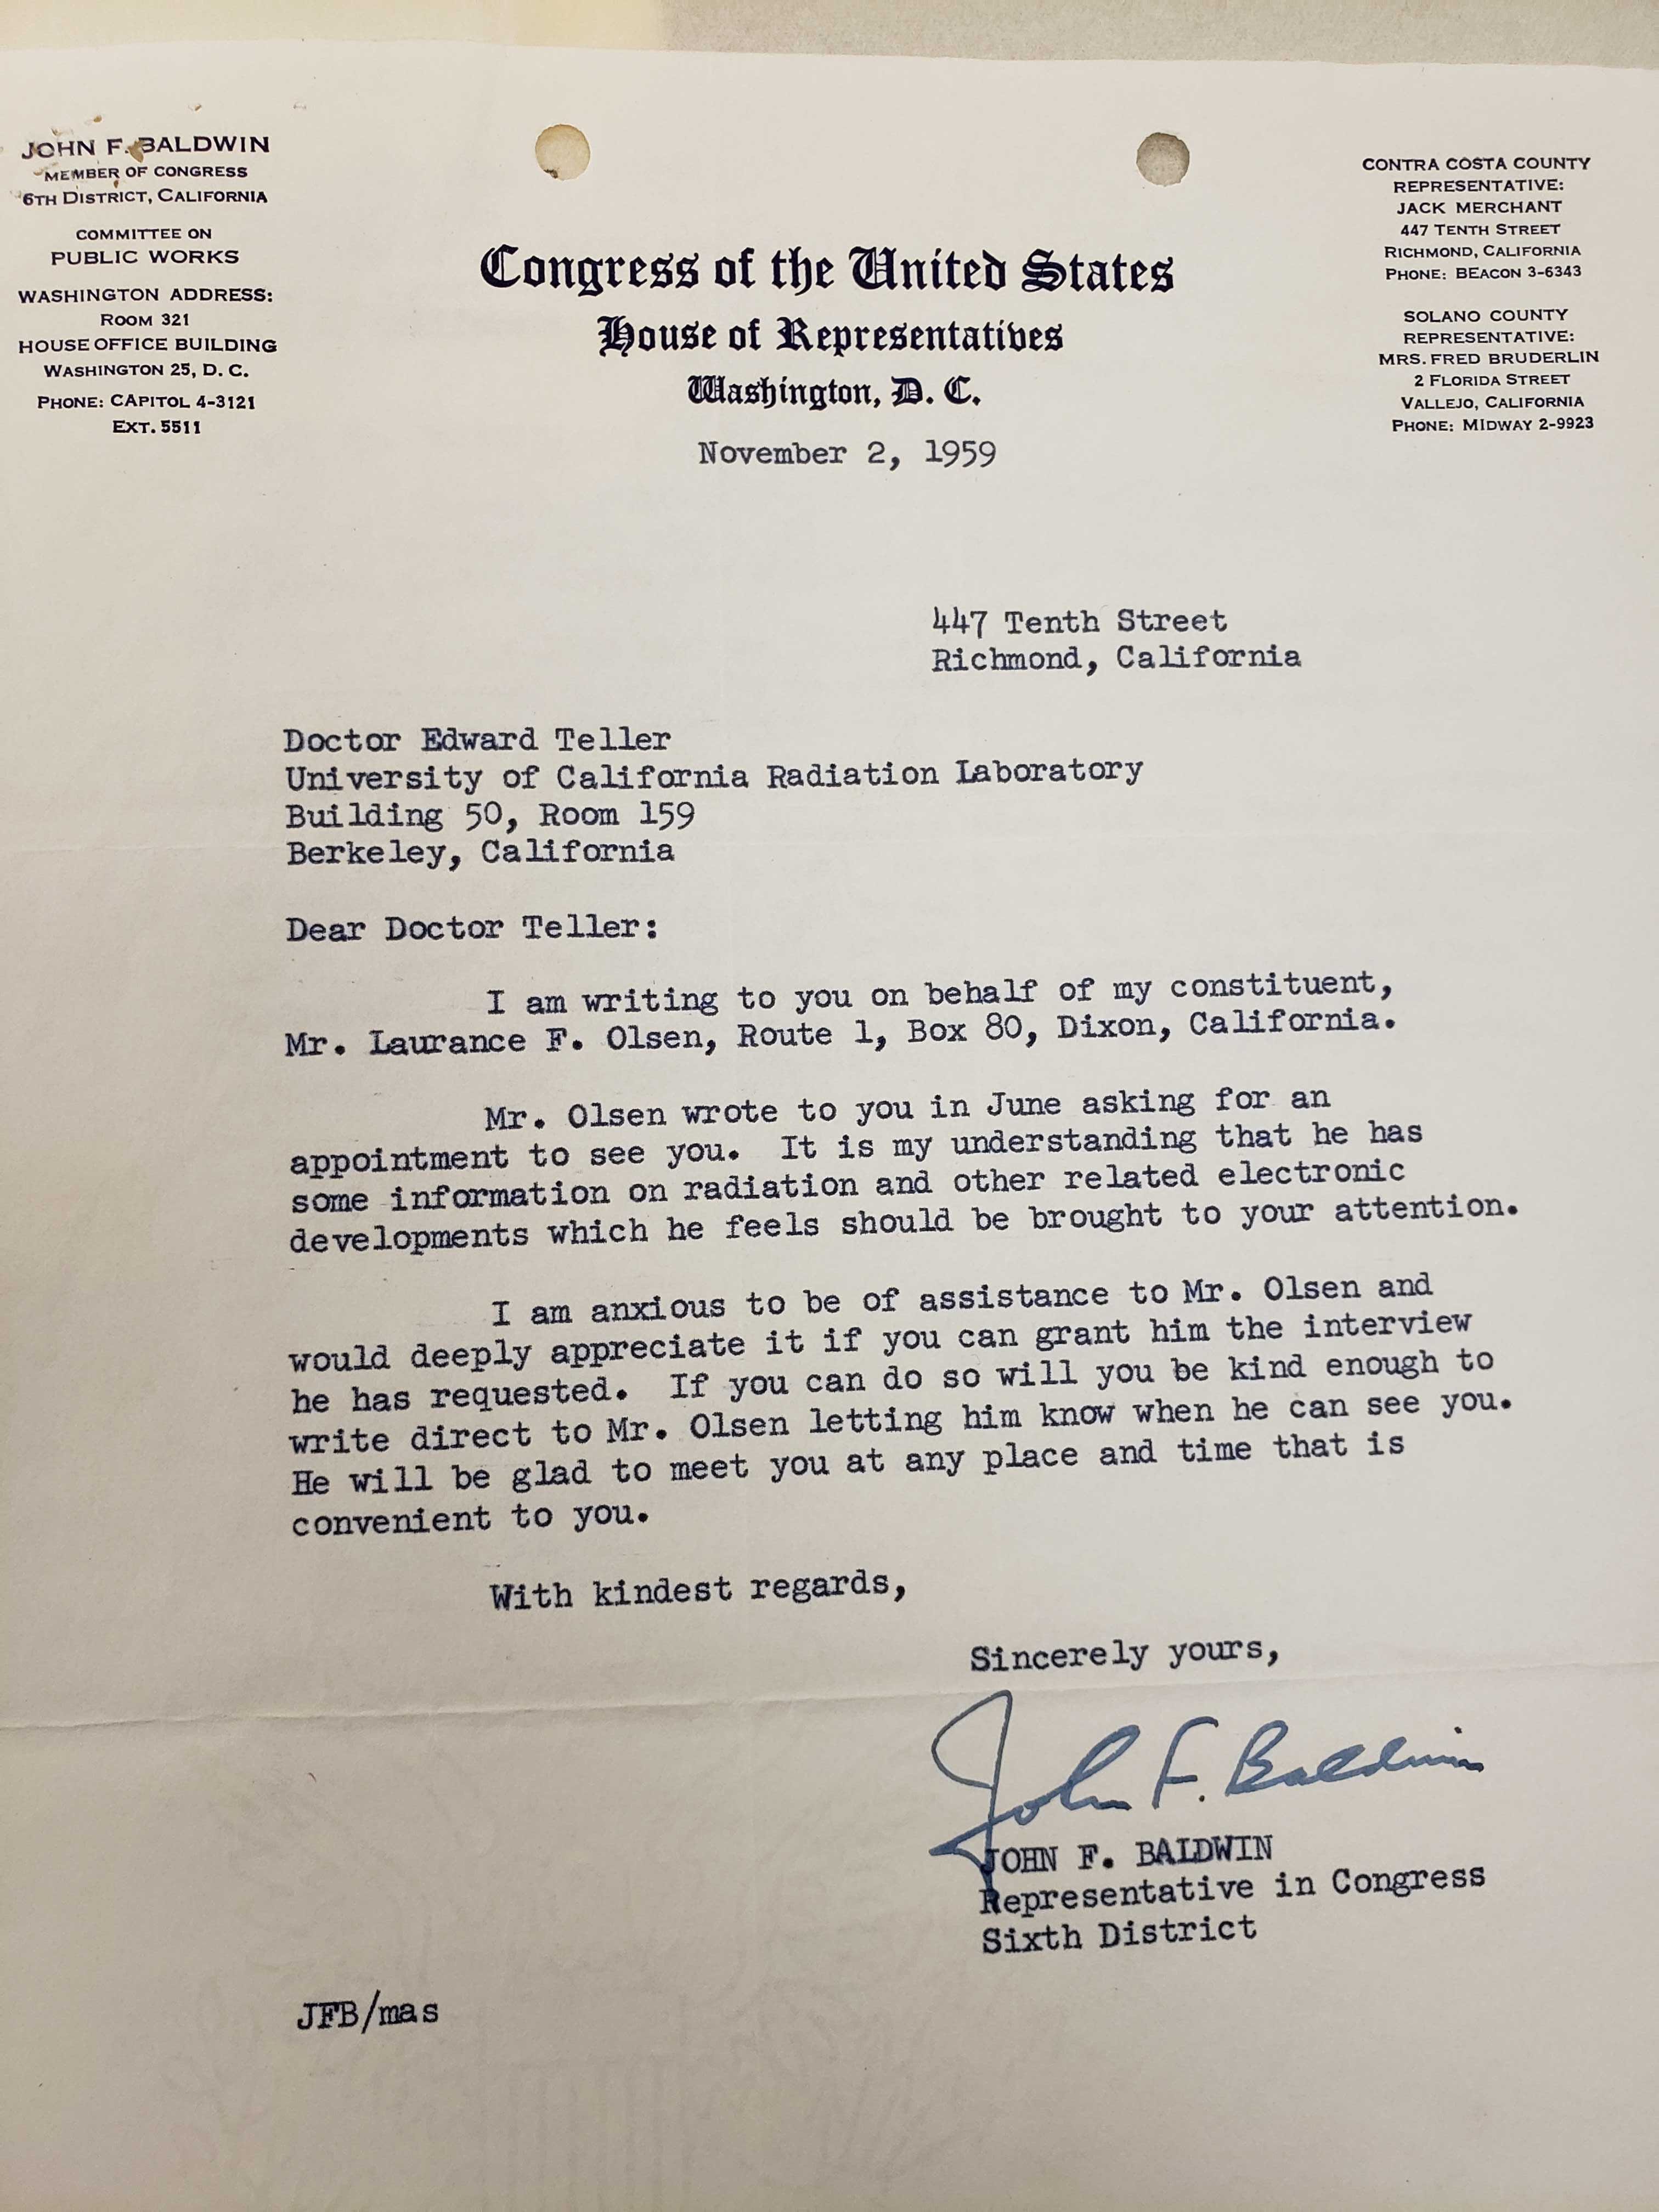 JOHN F. BALDWIN
MEMBER OF CONGRESS
6TH DISTRICT, CALIFORNIA
COMMITTEE ON
PUBLIC WORKS
WASHINGTON ADDRESS:
ROOM 321
HOUSE OFFICE BUILDING
WASHINGTON 25, D. C.
PHONE: CAPITOL 4-3121
EXT. 5511
CONTRA COSTA COUNTY
REPRESENTATIVE:
JACK MERCHANT
447 TENTH STREET
RICHMOND, CALIFORNIA
PHONE: BEACON 3-6343
SOLANO COUNTY
REPRESENTATIVE:
MRS. FRED BRUDERLIN
2 FLORIDA STREET
VALLEJO, CALIFORNIA
PHONE: MIDWAY 2-9923
Congress of the United States
House of Representatives
Washington, D. C.
November 2, 1959
447 Tenth Street
Richmond, California
Doctor Edward Teller
University of California Radiation Laboratory
Building 50, Room 159
Berkeley, California
Dear Doctor Teller:
I am writing to you on behalf of my constituent,
Mr. Laurance F. Olsen, Route 1, Box 80, Dixon, California.
Mr. Olsen wrote to you in June asking for an
appointment to see you. It is my understanding that he has
some information on radiation and other related electronic
developments which he feels should be brought to your attention.
I am anxious to be of assistance to Mr. Olsen and
would deeply appreciate it if you can grant him the interview
he has requested. If you can do so will you be kind enough to
write direct to Mr. Olsen letting him know when he can see you.
He will be glad to meet you at any place and time that is
convenient to you.
With kindest regards,
Sincerely yours,
John F. Baldwin
JOHN F. BALDWIN
Representative in Congress
Sixth District
JFB/mas